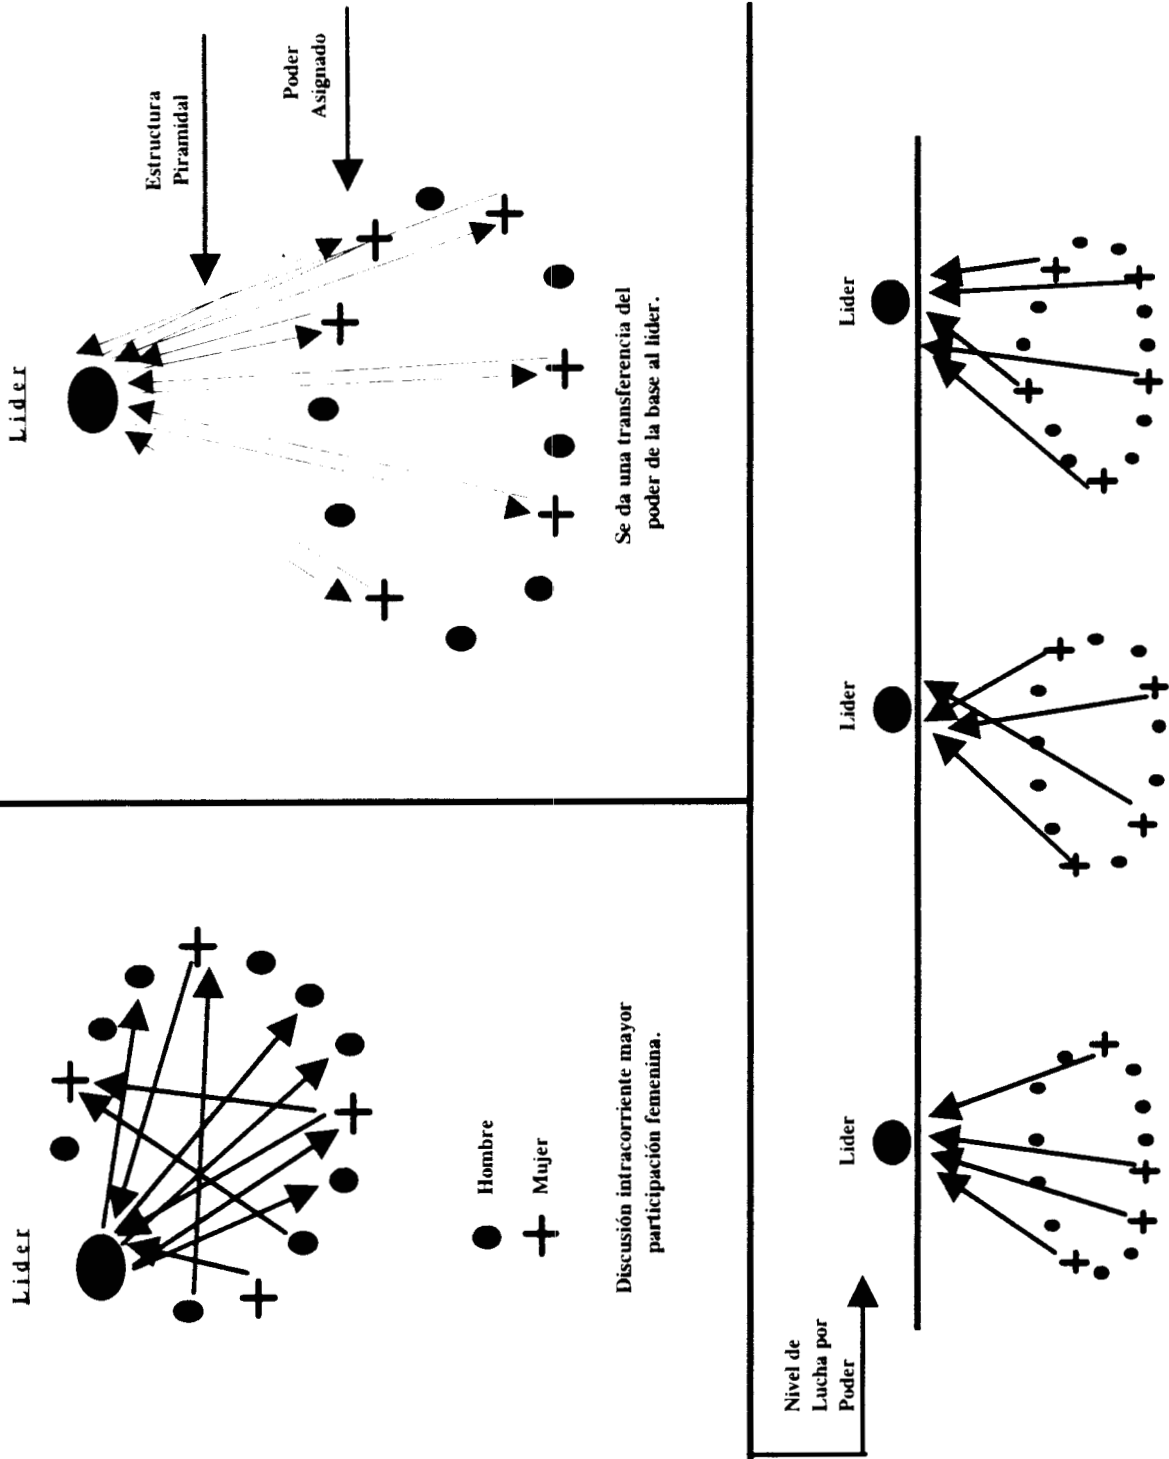 Lider
Hombre
Mujer
Discusión intracorriente mayor
participación femenina.
Lider
Estructura
Piramidal
Poder
Asignado
Se da una transferencia del
poder de la base al lider.
Nivel de
Lucha por
Poder
Lider
Lider
Lider